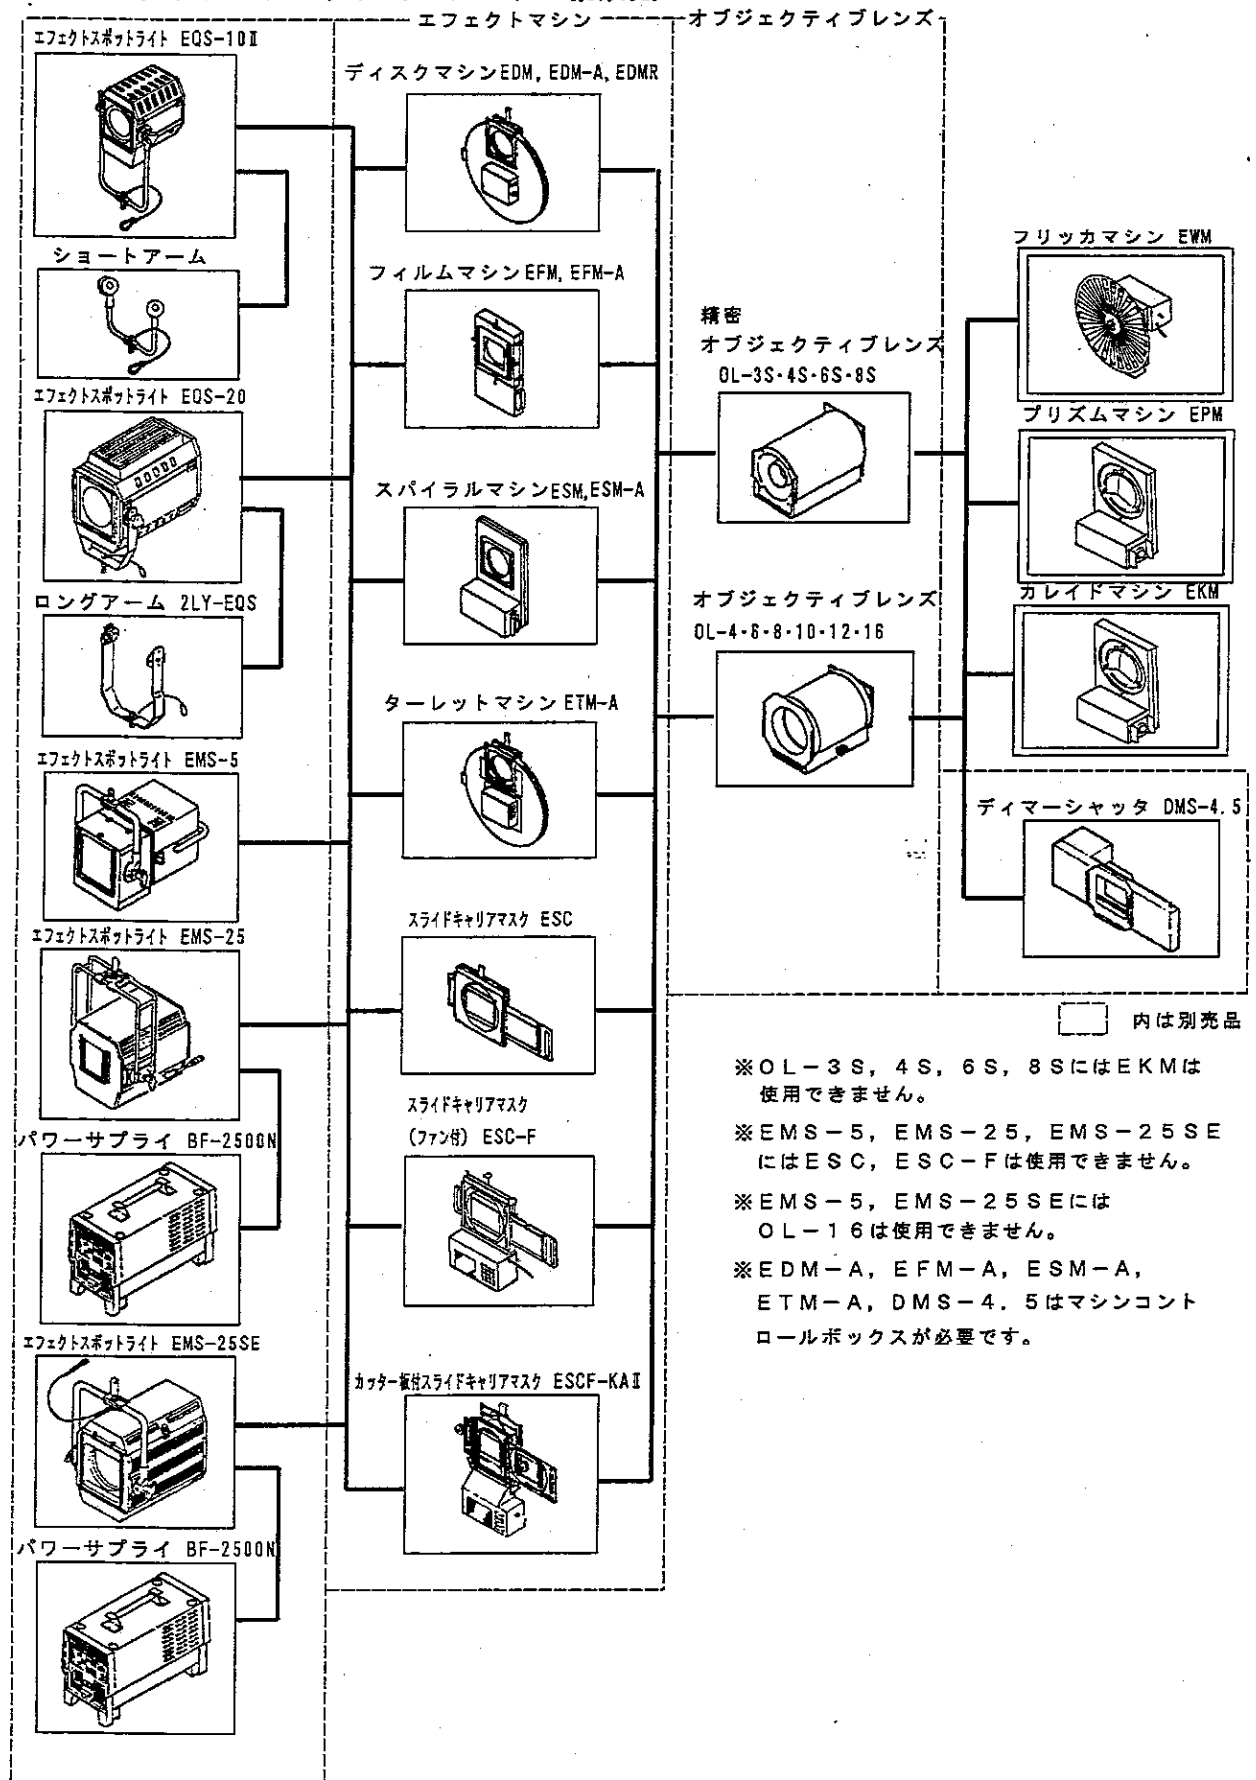 エフェクトマシン
オブジェクティブレンズ
エフェクトスポットライト EQS-10Ⅱ
ショートアーム
エフェクトスポットライト EQS-20
ロングアーム 2LY-EQS
エフェクトスポットライト EMS-5
エフェクトスポットライト EMS-25
パワーサプライ BF-2500N
エフェクトスポットライト EMS-25SE
パワーサプライ BF-2500N
ディスクマシンEDM, EDM-A, EDMR
フィルムマシンEFM, EFM-A
スパイラルマシンESM,ESM-A
ターレットマシン ETM-A
スライドキャリアマスク ESC
スライドキャリアマスク
(ファン付) ESC-F
カッター板付スライドキャリアマスク ESCF-KAⅡ
精密
オブジェクティブレンズ
OL-3S・4S・6S・8S
オブジェクティブレンズ
OL-4・6・8・10・12・16
フリッカマシン EWM
プリズムマシン EPM
カレイドマシン EKM
ディマーシャッタ DMS-4.5
内は別売品
※OL-3S, 4S, 6S, 8SにはEKMは
使用できません。
※EMS-5, EMS-25, EMS-25SE
にはESC, ESC-Fは使用できません。
※EMS-5, EMS-25SEには
OL-16は使用できません。
※EDM-A, EFM-A, ESM-A,
ETM-A, DMS-4.5はマシンコント
ロールボックスが必要です。